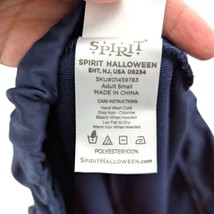 SPIRIT
SPIRIT HALLOWEEN
EHT, NJ, USA 08234
SKU#01459783
Adult Small
MADE IN CHINA
CARE INSTRUCTIONS:
Hand Wash Cold
Only Non - Chlorine
Bleach When Needed
Lay Flat to Dry
Warm Iron When Needed
POLYESTER100%
SPIRITHALLOWEEN.COM